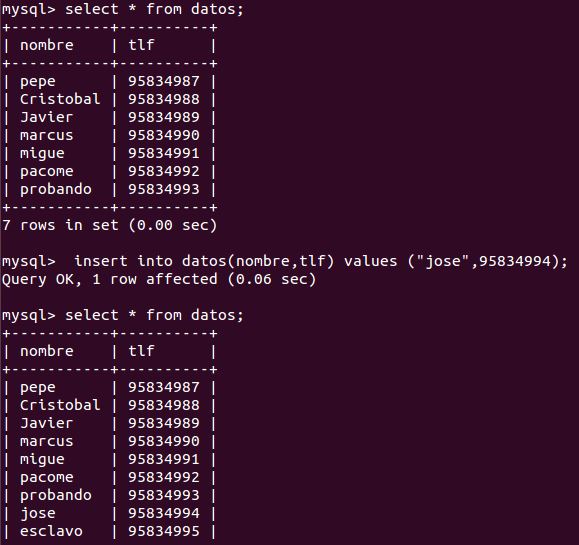 mysql> select * from datos;
+-----------+----------+
| nombre    | tlf      |
+-----------+----------+
| pepe      | 95834987 |
| Cristobal | 95834988 |
| Javier    | 95834989 |
| marcus    | 95834990 |
| migue     | 95834991 |
| pacome    | 95834992 |
| probando  | 95834993 |
+-----------+----------+
7 rows in set (0.00 sec)
mysql>  insert into datos(nombre,tlf) values ("jose",95834994);
Query OK, 1 row affected (0.06 sec)
mysql> select * from datos;
+-----------+----------+
| nombre    | tlf      |
+-----------+----------+
| pepe      | 95834987 |
| Cristobal | 95834988 |
| Javier    | 95834989 |
| marcus    | 95834990 |
| migue     | 95834991 |
| pacome    | 95834992 |
| probando  | 95834993 |
| jose      | 95834994 |
| esclavo   | 95834995 |